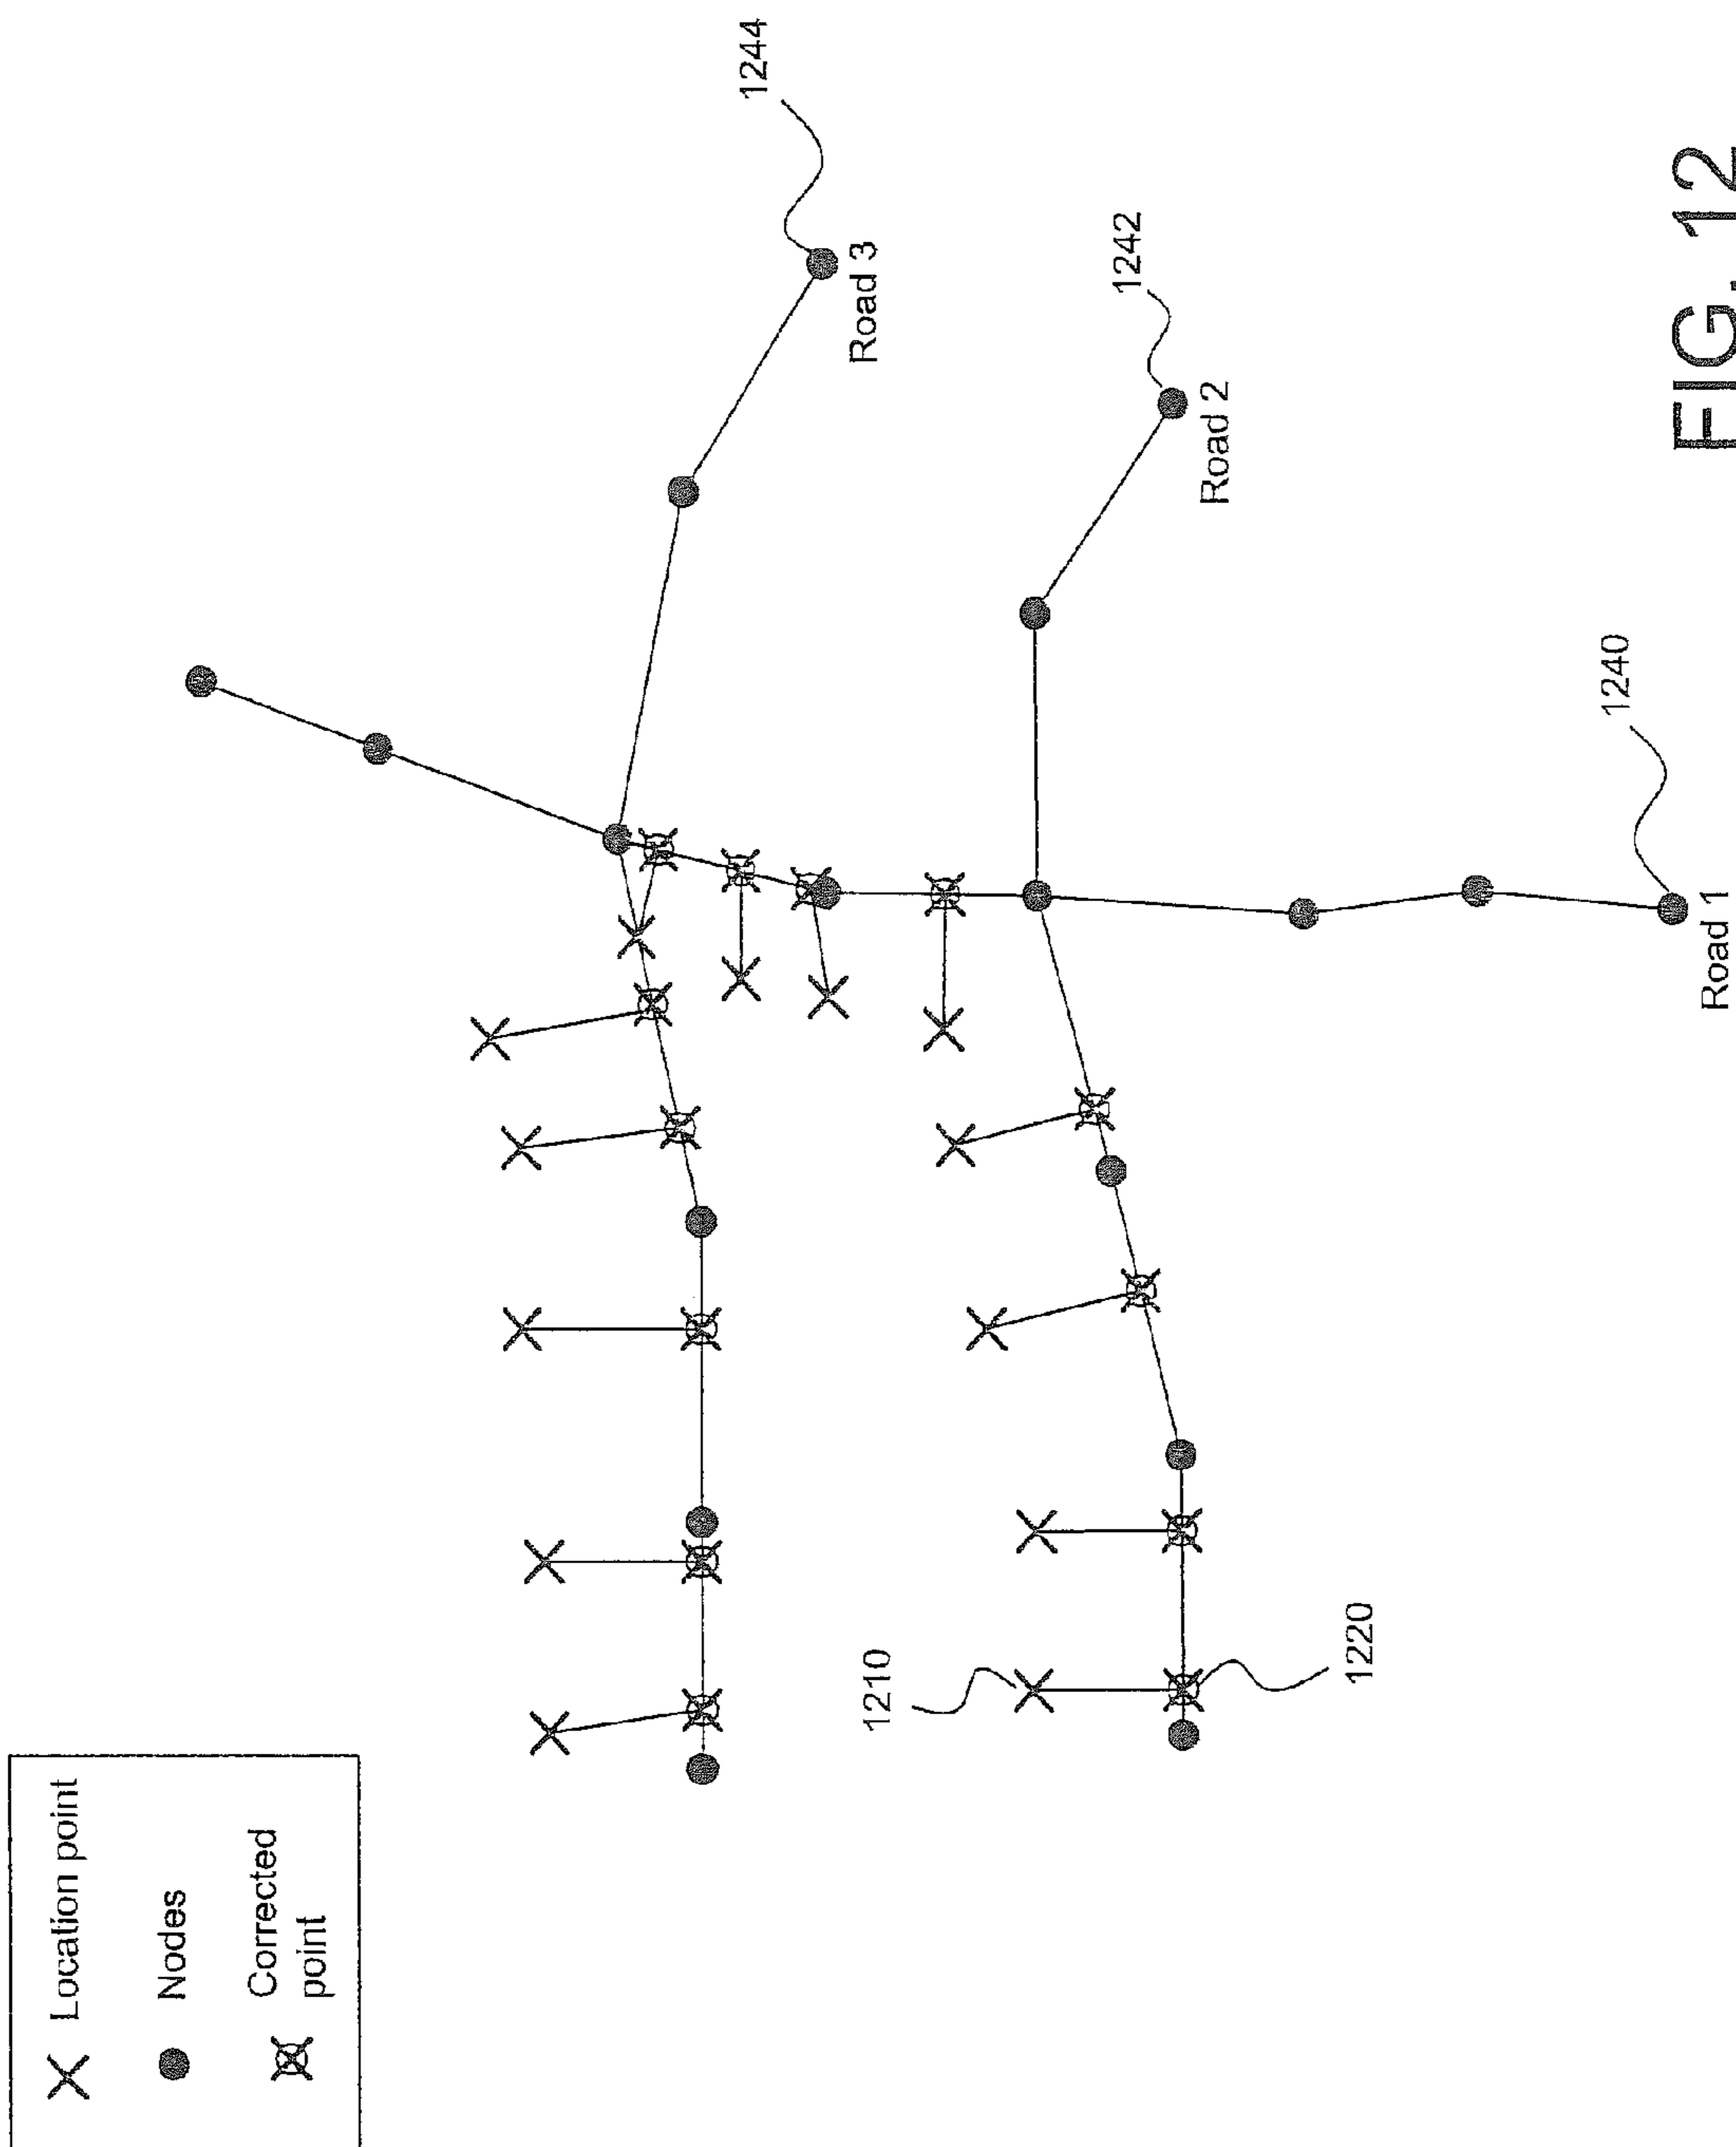 Location point
Nodes
Corrected
point
1244
Road 3
1242
Road 2
1240
Road 1
1210
1220
FIG. 12